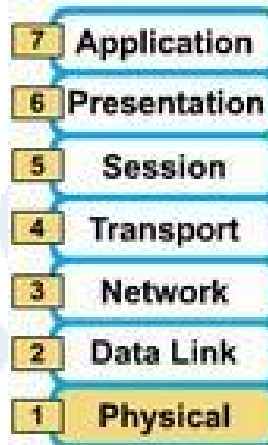 7 Application
6 Presentation
5 Session
4 Transport
3 Network
2 Data Link
1 Physical